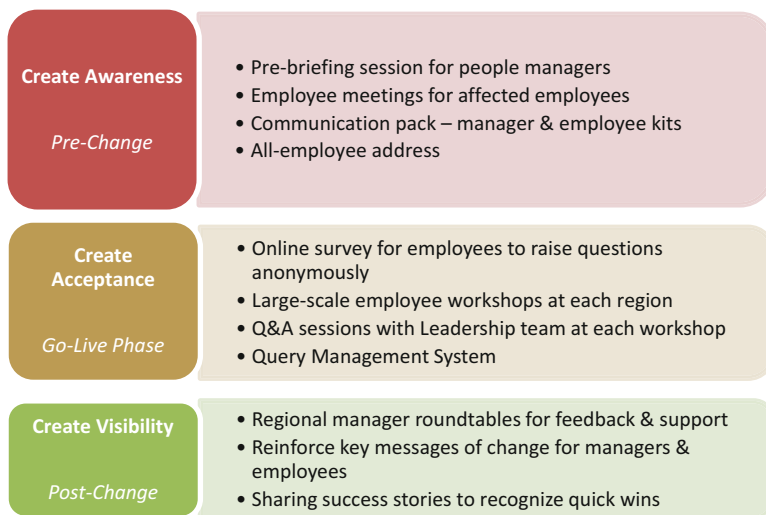 Create Awareness
Pre-Change
• Pre-briefing session for people managers
• Employee meetings for affected employees
• Communication pack – manager & employee kits
• All-employee address
Create
Acceptance
Go-Live Phase
• Online survey for employees to raise questions
anonymously
• Large-scale employee workshops at each region
• Q&A sessions with Leadership team at each workshop
• Query Management System
Create Visibility
Post-Change
• Regional manager roundtables for feedback & support
• Reinforce key messages of change for managers &
employees
• Sharing success stories to recognize quick wins